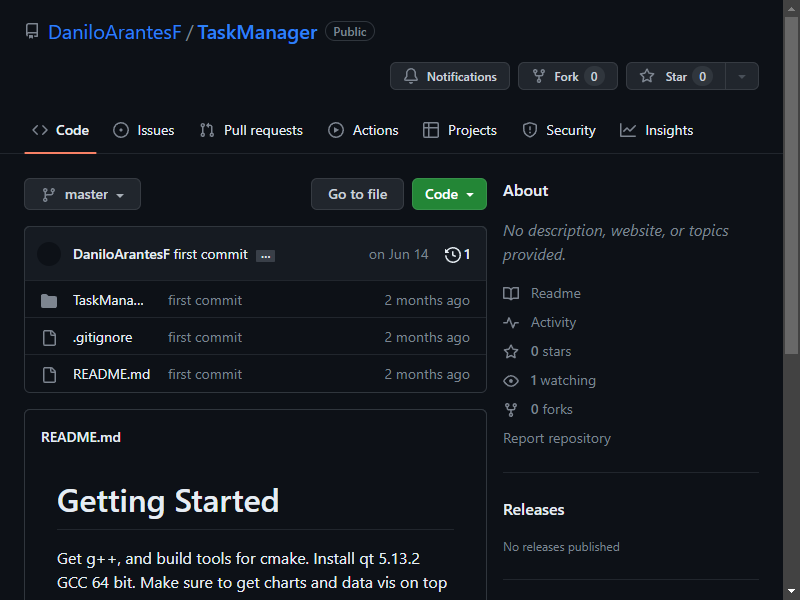 DaniloArantesF / TaskManager Public
Notifications Fork 0 Star 0
Code Issues Pull requests Actions Projects Security Insights
master Go to file Code
DaniloArantesF first commit ... on Jun 14 1
TaskMana... first commit 2 months ago
.gitignore first commit 2 months ago
README.md first commit 2 months ago
README.md
Getting Started
Get g++, and build tools for cmake. Install qt 5.13.2
GCC 64 bit. Make sure to get charts and data vis on top
About
No description, website, or topics
provided.
Readme
Activity
0 stars
1 watching
0 forks
Report repository
Releases
No releases published